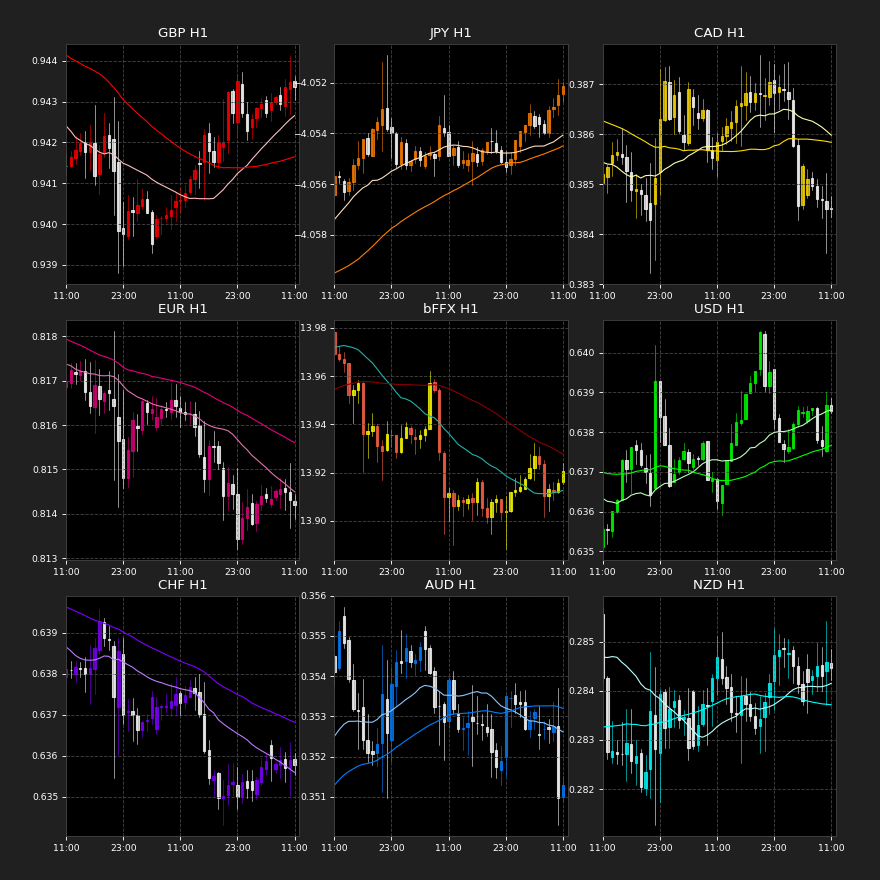 GBP H1
0.944
0.943
0.942
0.941
0.940
0.939
11:00 23:00 11:00 23:00 11:00
JPY H1
−4.052
−4.054
−4.056
−4.058
11:00 23:00 11:00 23:00 11:00
CAD H1
0.387
0.386
0.385
0.384
0.383
11:00 23:00 11:00 23:00 11:00
EUR H1
0.818
0.817
0.816
0.815
0.814
0.813
11:00 23:00 11:00 23:00 11:00
bFFX H1
13.98
13.96
13.94
13.92
13.90
11:00 23:00 11:00 23:00 11:00
USD H1
0.640
0.639
0.638
0.637
0.636
0.635
11:00 23:00 11:00 23:00 11:00
CHF H1
0.639
0.638
0.637
0.636
0.635
11:00 23:00 11:00 23:00 11:00
AUD H1
0.356
0.355
0.354
0.353
0.352
0.351
11:00 23:00 11:00 23:00 11:00
NZD H1
0.285
0.284
0.283
0.282
11:00 23:00 11:00 23:00 11:00